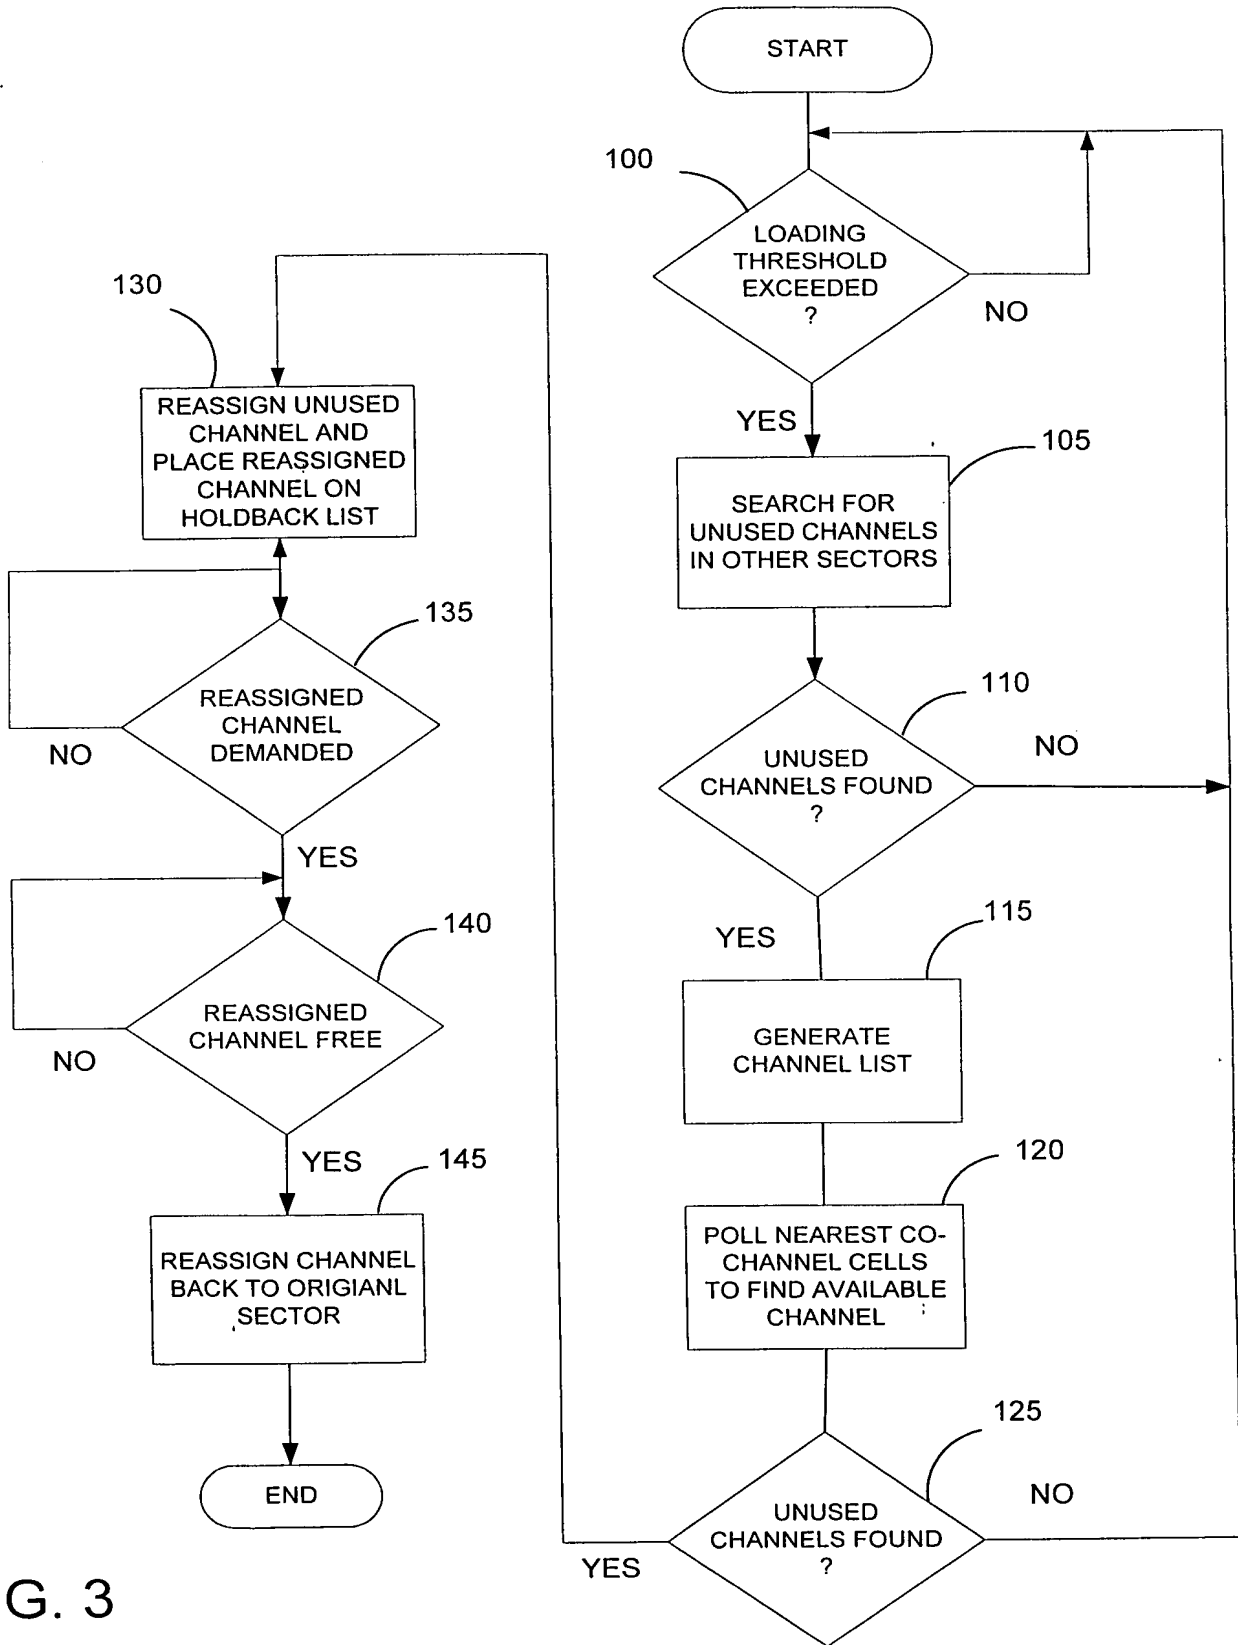 START
100
LOADING
THRESHOLD
EXCEEDED
?
NO
YES
105
SEARCH FOR
UNUSED CHANNELS
IN OTHER SECTORS
110
UNUSED
CHANNELS FOUND
?
NO
YES
115
GENERATE
CHANNEL LIST
120
POLL NEAREST CO-
CHANNEL CELLS
TO FIND AVAILABLE
CHANNEL
125
UNUSED
CHANNELS FOUND
?
NO
YES
130
REASSIGN UNUSED
CHANNEL AND
PLACE REASSIGNED
CHANNEL ON
HOLDBACK LIST
135
REASSIGNED
CHANNEL
DEMANDED
NO
YES
140
REASSIGNED
CHANNEL FREE
NO
YES
145
REASSIGN CHANNEL
BACK TO ORIGIANL
SECTOR
END
G. 3